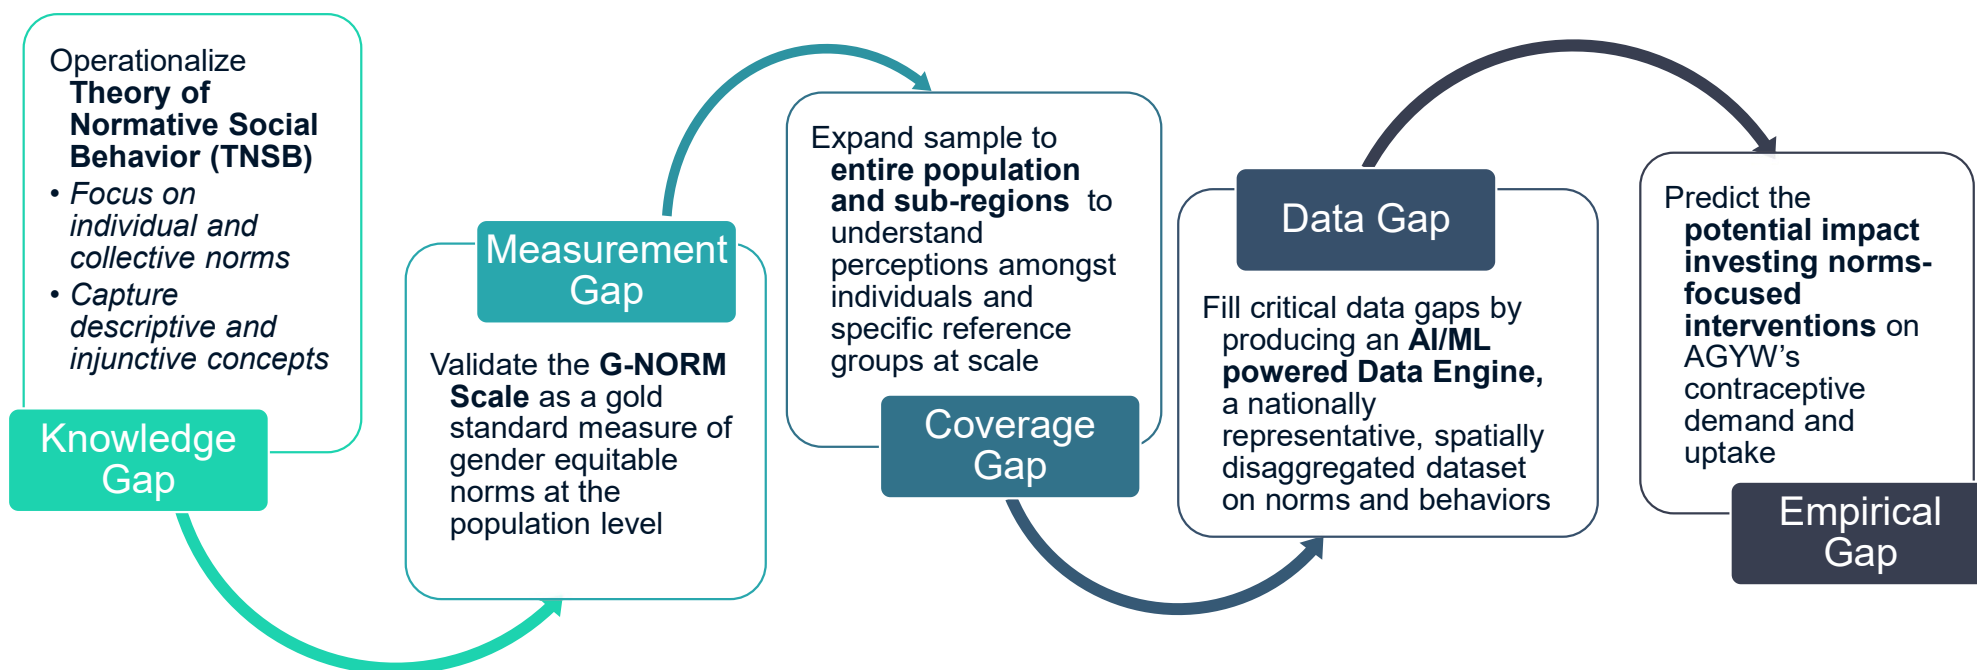 Operationalize
Theory of
Normative Social
Behavior (TNSB)
• Focus on
individual and
collective norms
• Capture
descriptive and
injunctive concepts
Knowledge
Gap
Measurement
Gap
Validate the G-NORM
Scale as a gold
standard measure of
gender equitable
norms at the
population level
Expand sample to
entire population
and sub-regions to
understand
perceptions amongst
individuals and
specific reference
groups at scale
Coverage
Gap
Data Gap
Fill critical data gaps by
producing an AI/ML
powered Data Engine,
a nationally
representative, spatially
disaggregated dataset
on norms and behaviors
Predict the
potential impact
investing norms-
focused
interventions on
AGYW's
contraceptive
demand and
uptake
Empirical
Gap